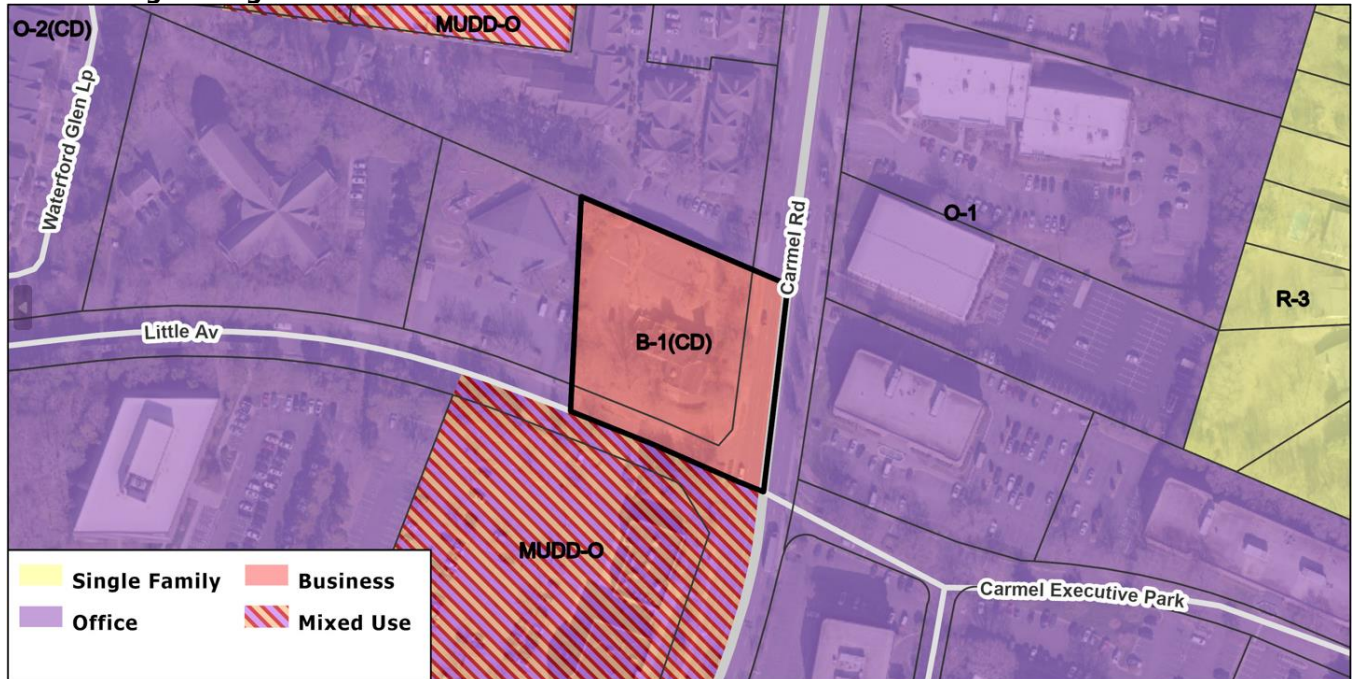 MUDD-O
O-2(CD)
Waterford Glen Lp
Carmel Rd
O-1
R-3
Little Av
B-1(CD)
MUDD-O
Carmel Executive Park
Single Family
Business
Office
Mixed Use